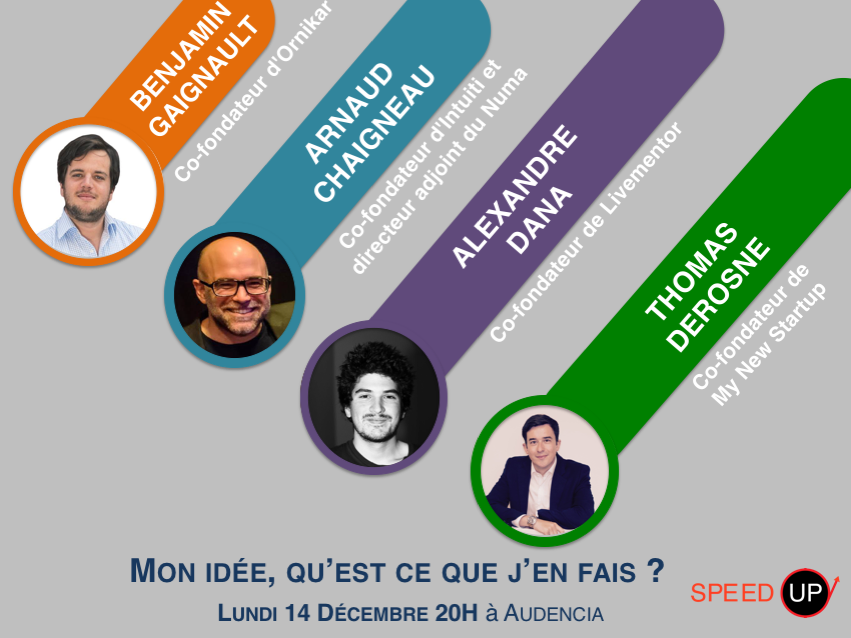 BENJAMIN
GAIGNAULT
Co-fondateur d'Ornikar
ARNAUD
CHAIGNEAU
Co-fondateur d'Intuiti et
directeur adjoint du Numa
ALEXANDRE
DANA
Co-fondateur de Livementor
THOMAS
DEROSNE
Co-fondateur de
My New Startup
MON IDÉE, QU'EST CE QUE J'EN FAIS ?
LUNDI 14 DÉCEMBRE 20H à AUDENCIA
SPEED UP